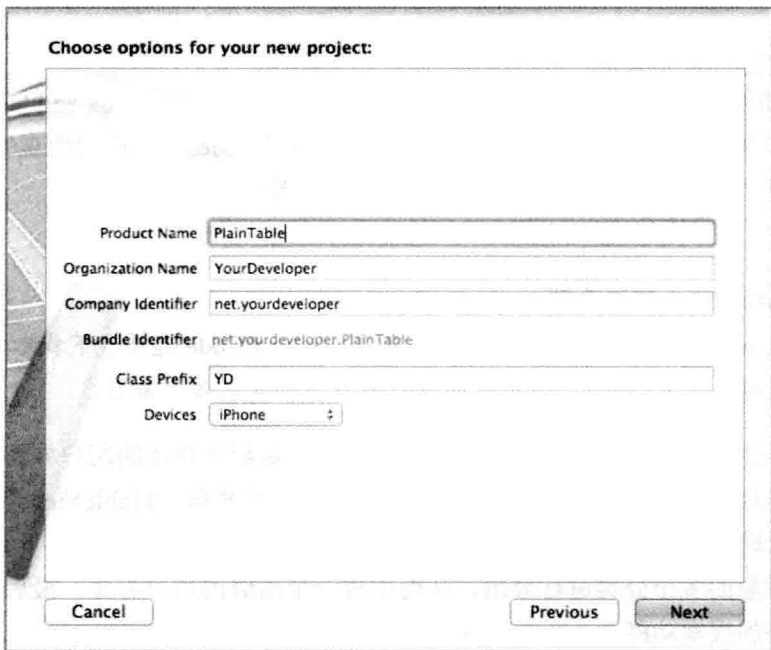 Choose options for your new project:
Product Name PlainTable
Organization Name YourDeveloper
Company Identifier net.yourdeveloper
Bundle Identifier net.yourdeveloper.PlainTable
Class Prefix YD
Devices iPhone
Cancel Previous Next